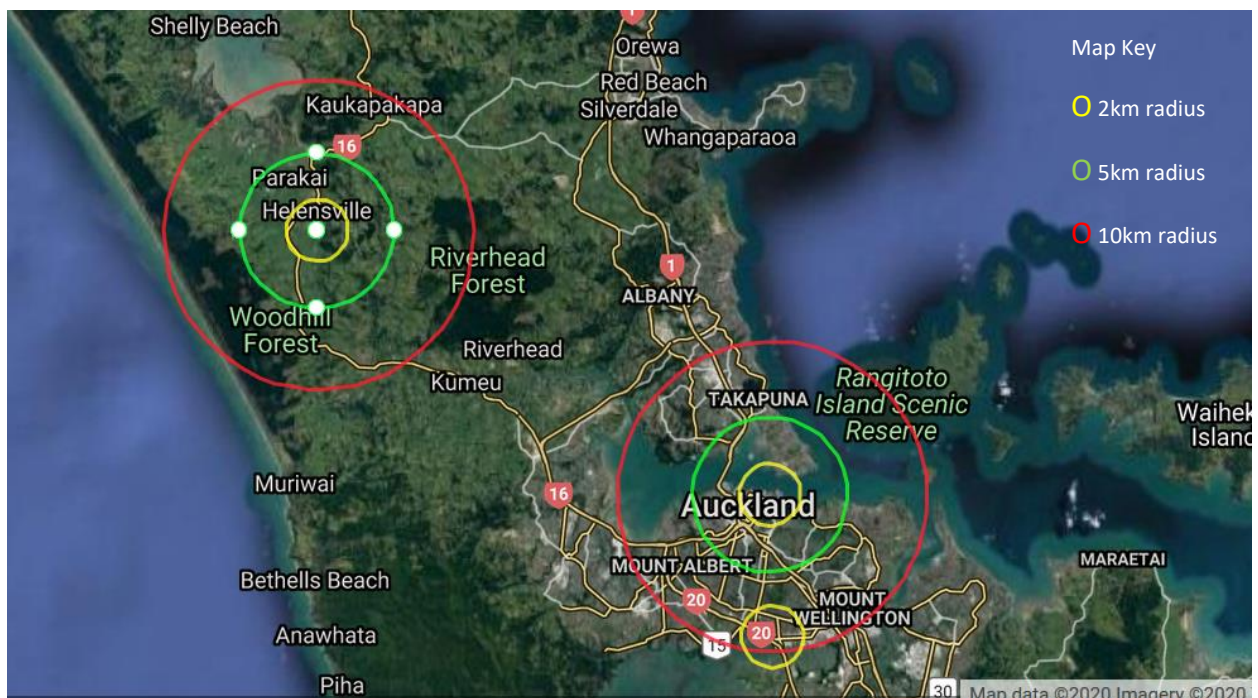 Shelly Beach
1
Orewa
Red Beach
Silverdale
Whangaparaoa
Map Key
O 2km radius
O 5km radius
O 10km radius
Kaukapakapa
16
Parakai
Helensville
Riverhead
Forest
1
ALBANY
Woodhill
Forest
Riverhead
Kumeu
TAKAPUNA
Rangitoto
Island Scenic
Reserve
Waihek
Island
Muriwai
16
Auckland
Bethells Beach
MOUNT ALBERT
MARAETAI
20
MOUNT
WELLINGTON
Anawhata
20
15
Piha
30
Map data ©2020 Imagery ©2020